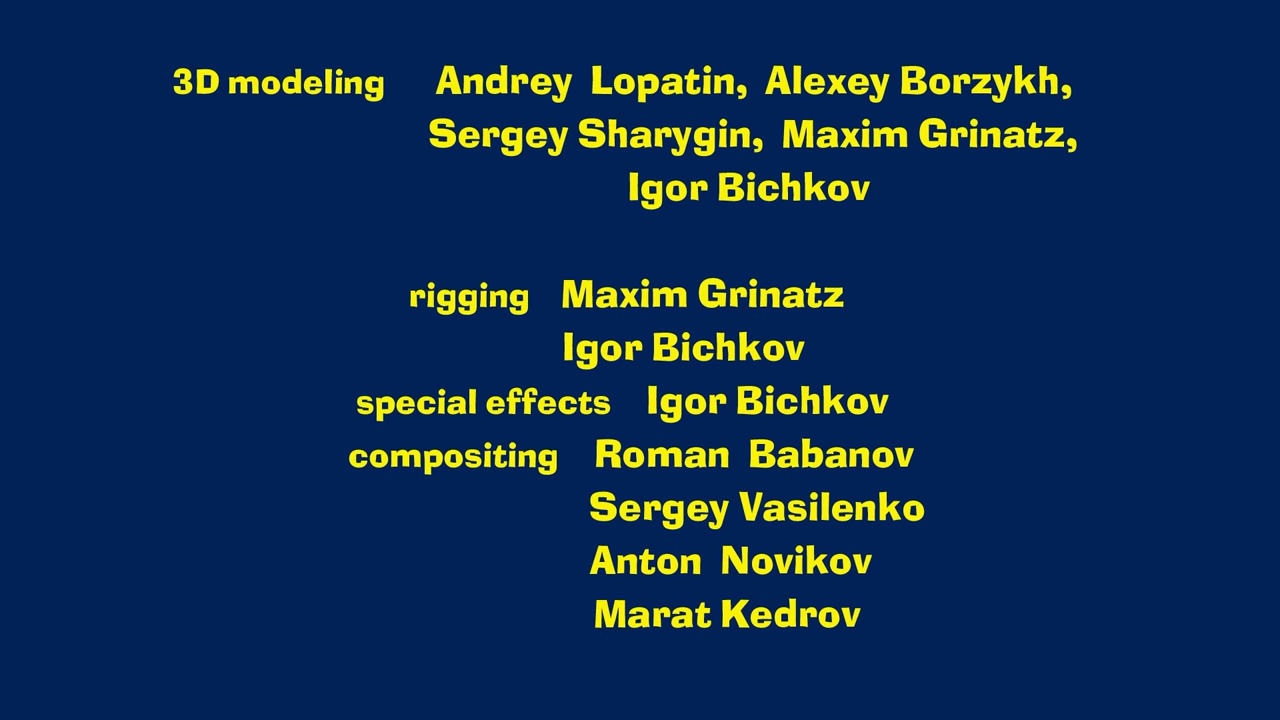 3D modeling Andrey Lopatin, Alexey Borzykh,
Sergey Sharygin, Maxim Grinatz,
Igor Bichkov
rigging Maxim Grinatz
Igor Bichkov
special effects Igor Bichkov
compositing Roman Babanov
Sergey Vasilenko
Anton Novikov
Marat Kedrov